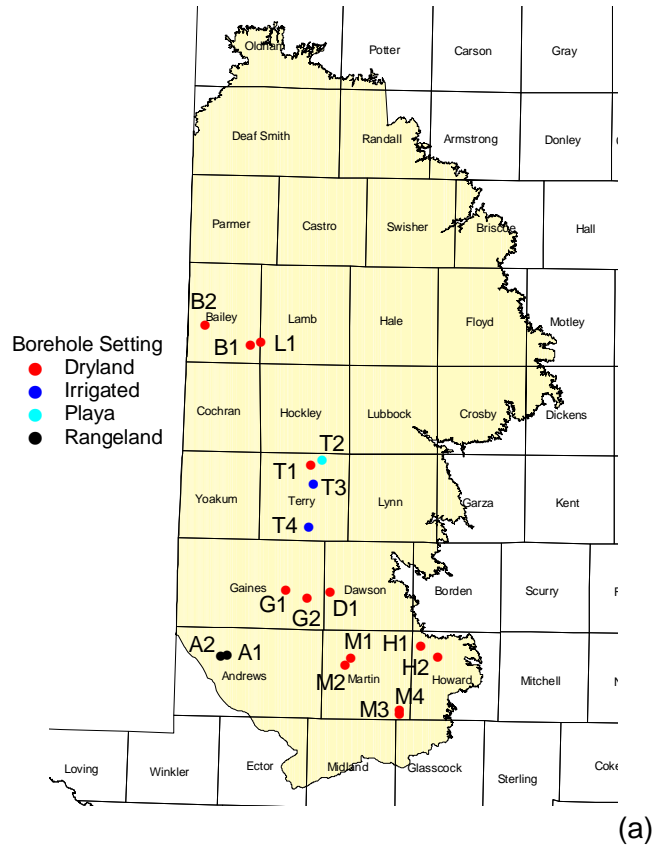 Oldham
Potter
Carson
Gray
Deaf Smith
Randall
Armstrong
Donley
Parmer
Castro
Swisher
Briscoe
Hall
B2
Bailey
Lamb
Hale
Floyd
Motley
B1
L1
Borehole Setting
Dryland
Irrigated
Playa
Rangeland
Cochran
Hockley
Lubbock
Crosby
Dickens
T2
T1
T3
Yoakum
Terry
Lynn
Garza
Kent
T4
Gaines
Dawson
Borden
Scurry
G1
G2
D1
A2
A1
M1
H1
Andrews
M2
Martin
H2
Howard
Mitchell
M4
M3
Loving
Winkler
Ector
Midland
Glasscock
Sterling
Coke
(a)